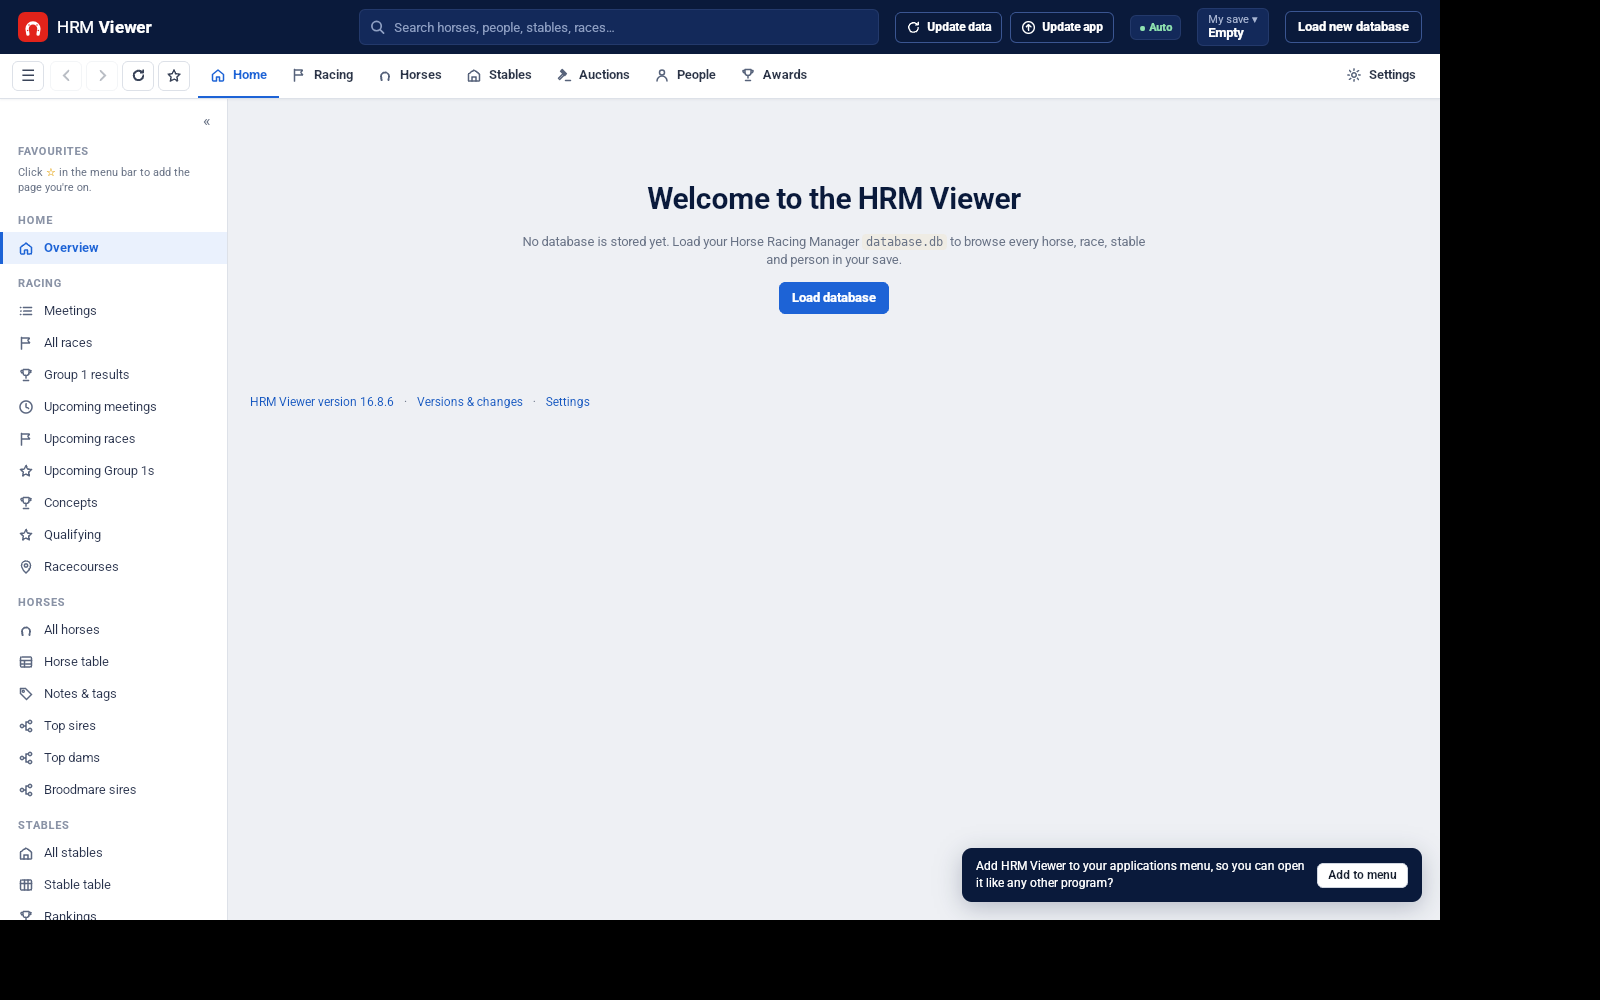 HRM Viewer
Search horses, people, stables, races...
Update data
Update app
Auto
My save ▾
Empty
Load new database
Home
Racing
Horses
Stables
Auctions
People
Awards
Settings
«
FAVOURITES
Click ☆ in the menu bar to add the
page you're on.
HOME
Overview
RACING
Meetings
All races
Group 1 results
Upcoming meetings
Upcoming races
Upcoming Group 1s
Concepts
Qualifying
Racecourses
HORSES
All horses
Horse table
Notes & tags
Top sires
Top dams
Broodmare sires
STABLES
All stables
Stable table
Rankings
Welcome to the HRM Viewer
No database is stored yet. Load your Horse Racing Manager database.db to browse every horse, race, stable
and person in your save.
Load database
HRM Viewer version 16.8.6 · Versions & changes · Settings
Add HRM Viewer to your applications menu, so you can open
it like any other program?
Add to menu